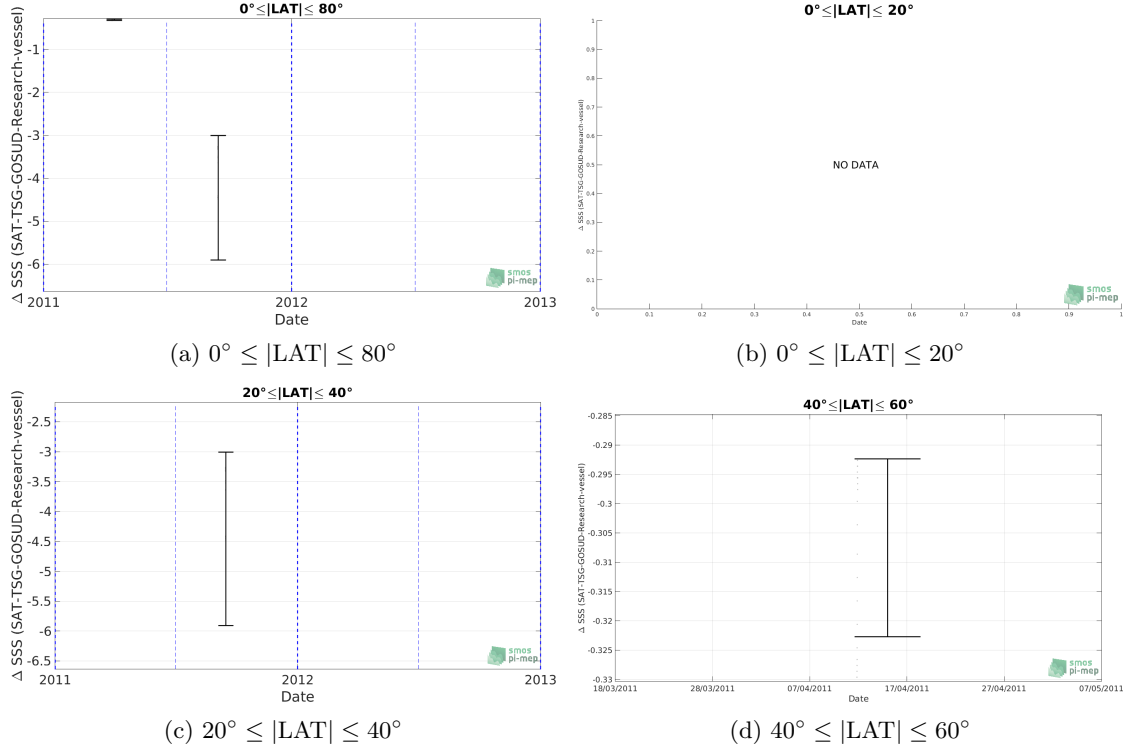 0°≤|LAT|≤ 80°
Δ SSS (SAT-TSG-GOSUD-Research-vessel)
-1
-2
-3
-4
-5
-6
2011
2012
2013
Date
smos
pi-mep
(a) 0° ≤ |LAT| ≤ 80°
0°≤|LAT|≤ 20°
Δ SSS (SAT-TSG-GOSUD-Research-vessel)
1
0.9
0.8
0.7
0.6
0.5
0.4
0.3
0.2
0.1
0
NO DATA
0
0.1
0.2
0.3
0.4
0.5
0.6
0.7
0.8
0.9
1
Date
smos
pi-mep
(b) 0° ≤ |LAT| ≤ 20°
20°≤|LAT|≤ 40°
Δ SSS (SAT-TSG-GOSUD-Research-vessel)
-2.5
-3
-3.5
-4
-4.5
-5
-5.5
-6
-6.5
2011
2012
2013
Date
smos
pi-mep
(c) 20° ≤ |LAT| ≤ 40°
40°≤|LAT|≤ 60°
Δ SSS (SAT-TSG-GOSUD-Research-vessel)
-0.285
-0.29
-0.295
-0.3
-0.305
-0.31
-0.315
-0.32
-0.325
-0.33
18/03/2011
28/03/2011
07/04/2011
17/04/2011
27/04/2011
07/05/2011
Date
smos
pi-mep
(d) 40° ≤ |LAT| ≤ 60°